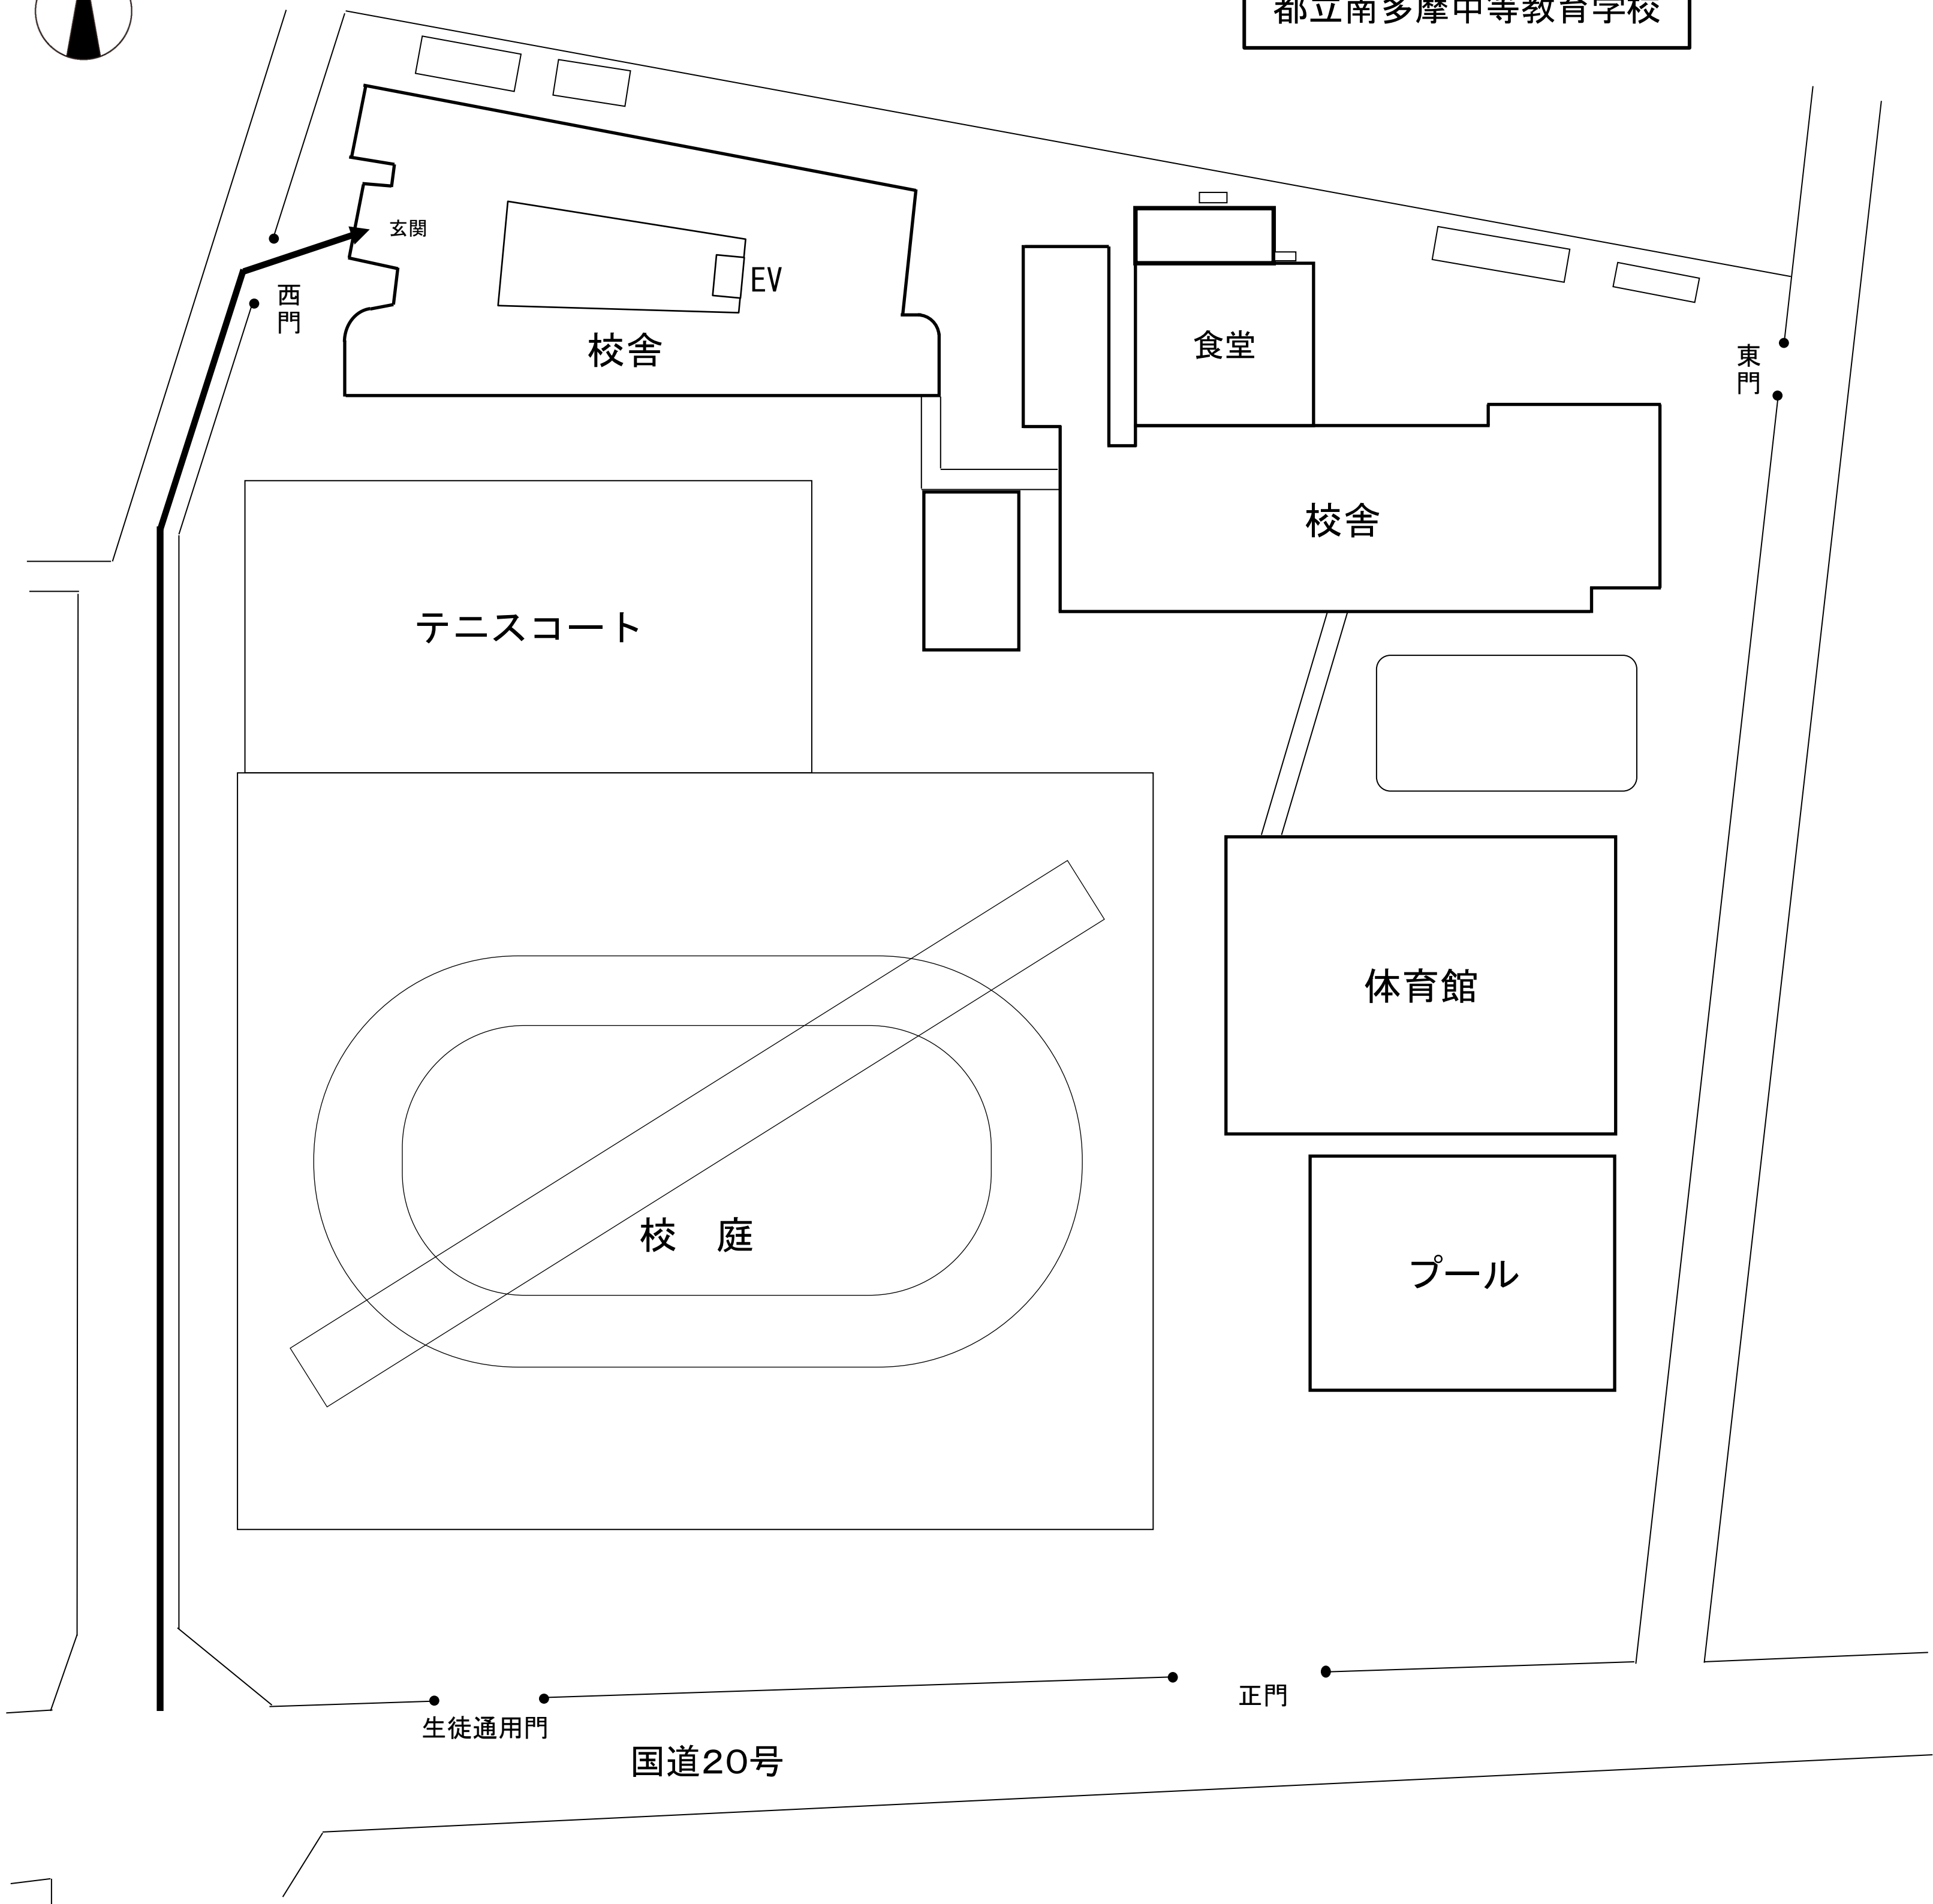 都立南多摩中等教育学校
玄関
西門
EV
校舎
食堂
東門
校舎
テニスコート
体育館
校 庭
プール
正門
生徒通用門
国道20号